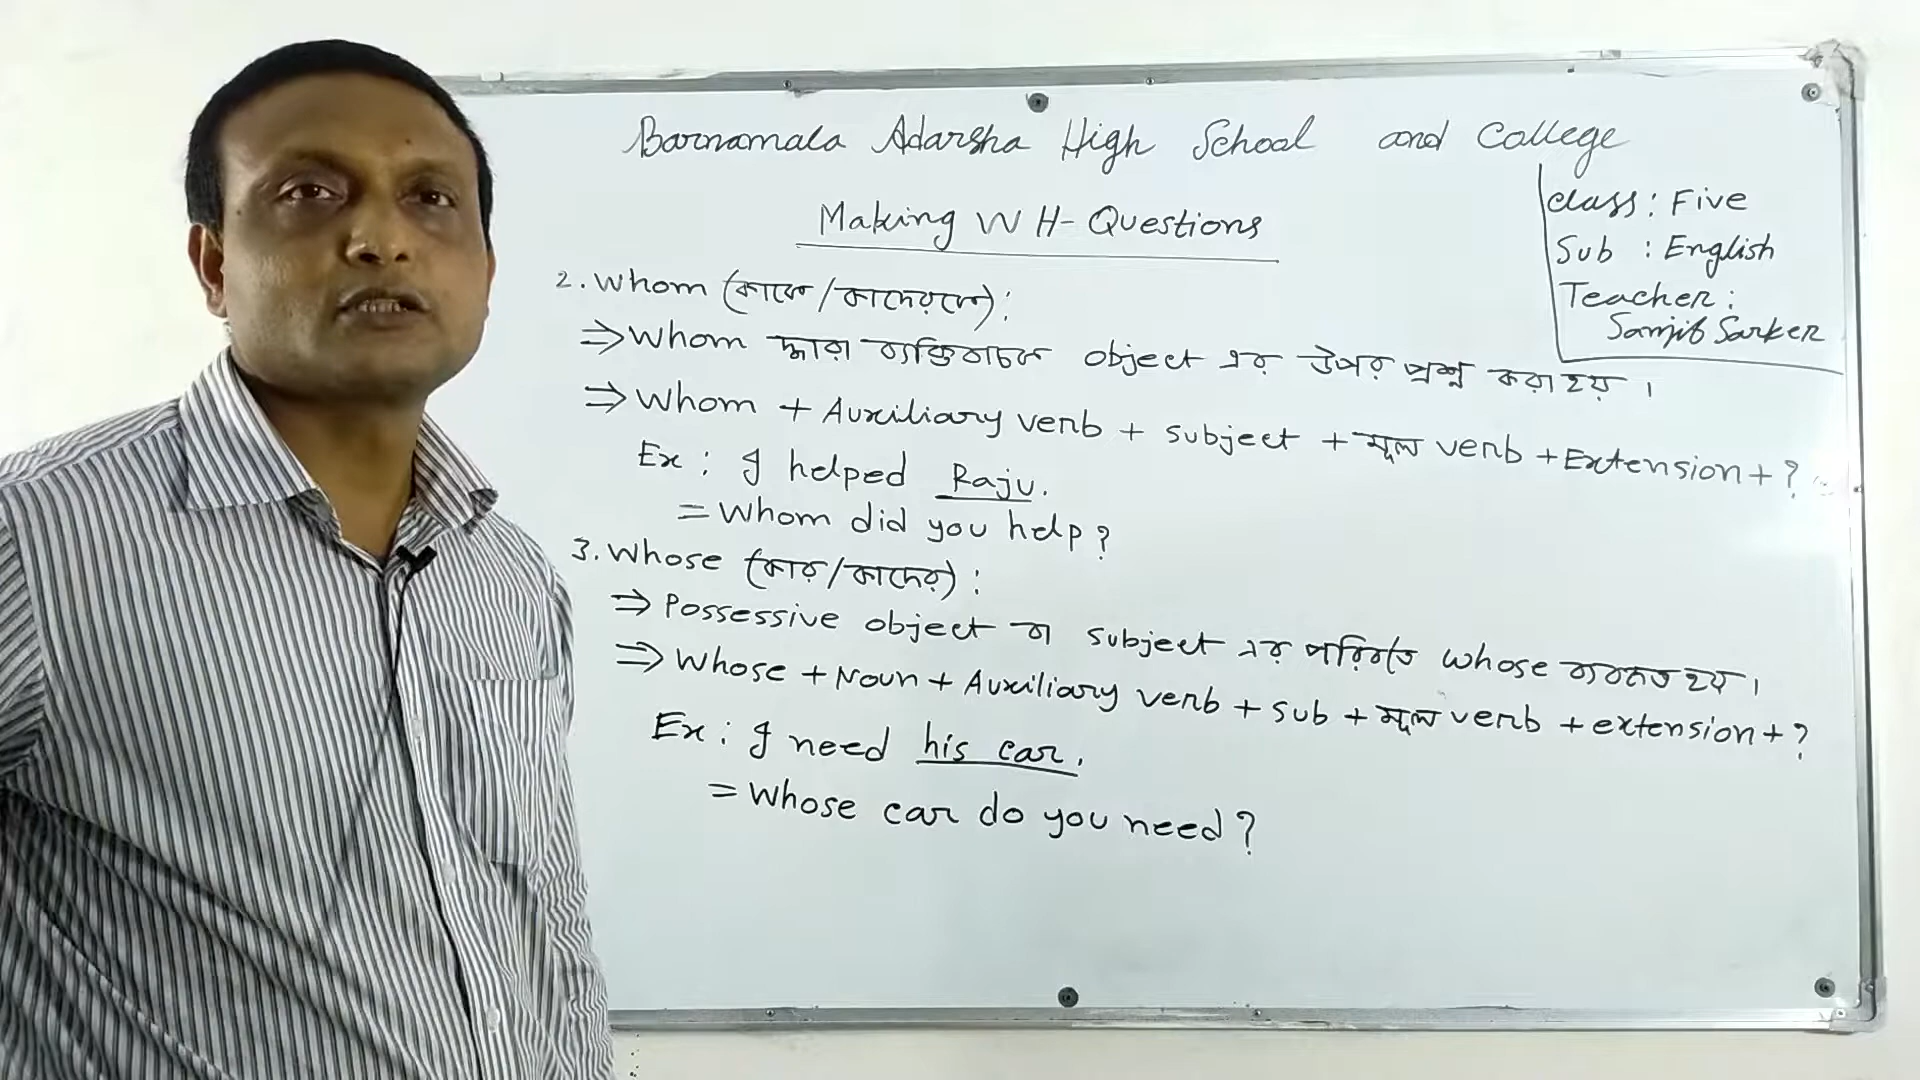 Barnamala Adarsha High School and College
Making WH-Questions
Class: Five
Sub : English
Teacher:
Sanjib Sarker
2. Whom (কাকে/কাদেরকে):
⇒ Whom দ্বারা ব্যক্তিবাচক object এর উপর প্রশ্ন করা হয়।
⇒ Whom + Auxiliary verb + subject + মূল verb + Extension + ?
Ex : I helped Raju.
= Whom did you help?
3. Whose (কার/কাদের) :
⇒ Possessive object বা subject এর পরিবর্তে whose ব্যবহৃত হয়।
⇒ Whose + Noun + Auxiliary verb + sub + মূল verb + extension + ?
Ex : I need his car.
= Whose car do you need?